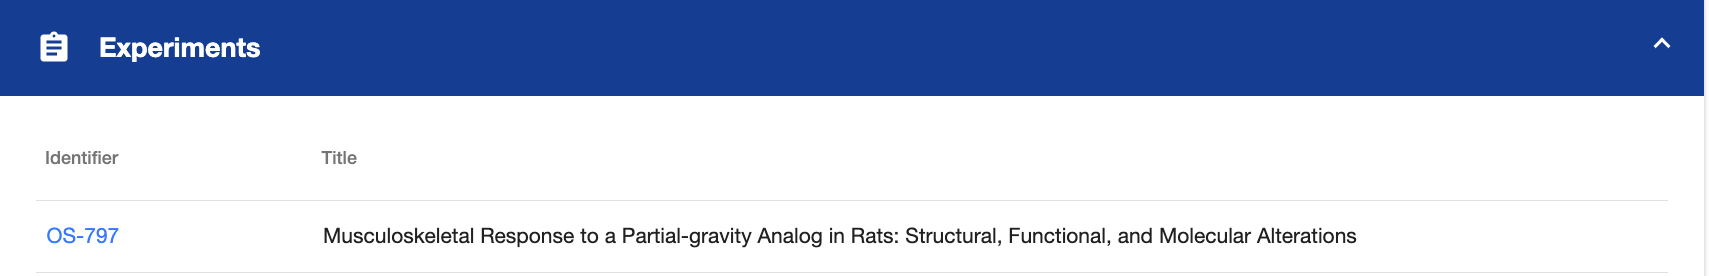 Experiments
Identifier Title
OS-797 Musculoskeletal Response to a Partial-gravity Analog in Rats: Structural, Functional, and Molecular Alterations